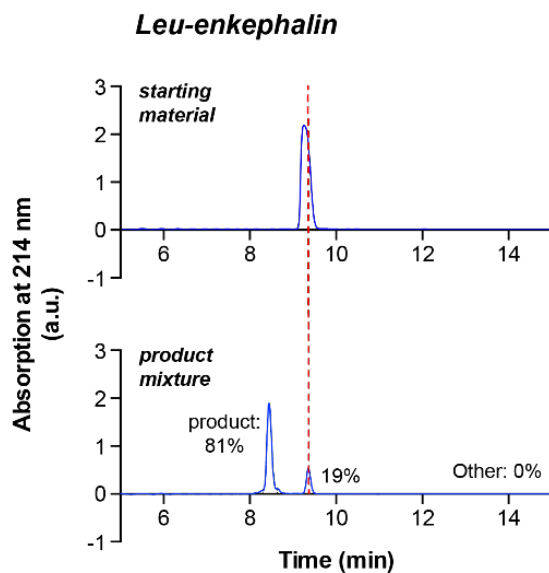 Leu-enkephalin
Absorption at 214 nm
(a.u.)
starting
material
3
2
1
0
-1
6
8
10
12
14
product
mixture
product:
81%
19%
Other: 0%
3
2
1
0
-1
6
8
10
12
14
Time (min)